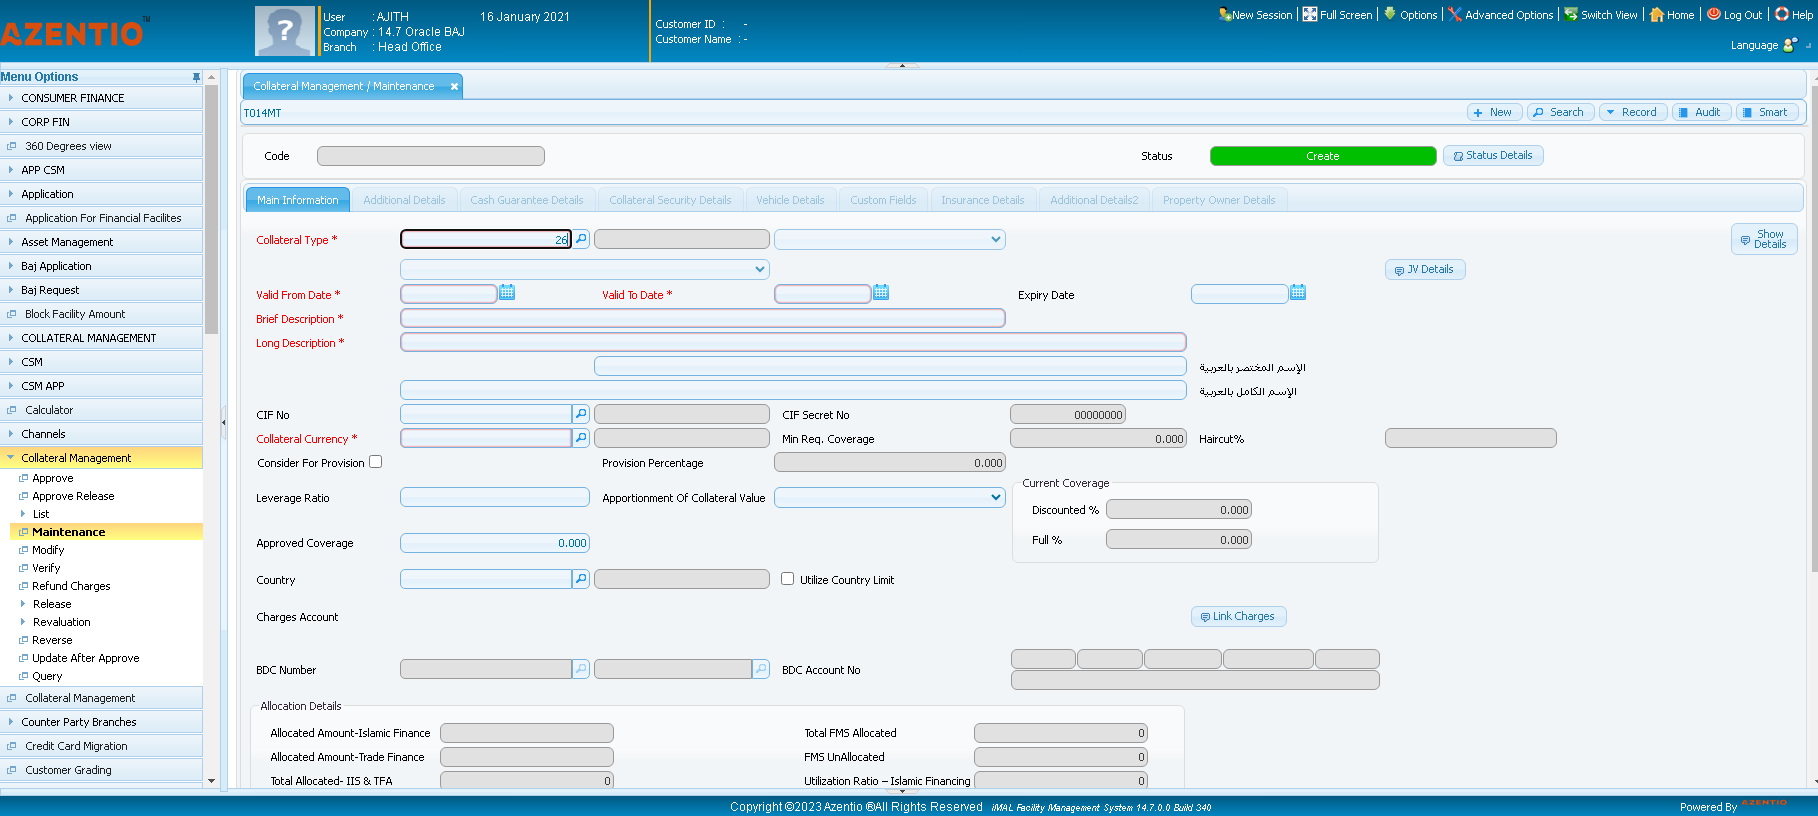 AZENTIO™
User : AJITH 16 January 2021
Company : 14.7 Oracle BAJ
Branch : Head Office
Customer ID : -
Customer Name : -
New Session Full Screen Options Advanced Options Switch View Home Log Out Help
Language
Menu Options
CONSUMER FINANCE
CORP FIN
360 Degrees view
APP CSM
Application
Application For Financial Facilites
Asset Management
Baj Application
Baj Request
Block Facility Amount
COLLATERAL MANAGEMENT
CSM
CSM APP
Calculator
Channels
Collateral Management
Approve
Approve Release
List
Maintenance
Modify
Verify
Refund Charges
Release
Revaluation
Reverse
Update After Approve
Query
Collateral Management
Counter Party Branches
Credit Card Migration
Customer Grading
Collateral Management / Maintenance
T014MT
New Search Record Audit Smart
Code
Status Create Status Details
Main Information Additional Details Cash Guarantee Details Collateral Security Details Vehicle Details Custom Fields Insurance Details Additional Details2 Property Owner Details
Collateral Type * 26
Show Details
JV Details
Valid From Date * Valid To Date * Expiry Date
Brief Description *
Long Description *
الإسم المختصر بالعربية
الإسم الكامل بالعربية
CIF No CIF Secret No 00000000
Collateral Currency * Min Req. Coverage 0.000 Haircut%
Consider For Provision Provision Percentage 0.000
Leverage Ratio Apportionment Of Collateral Value
Current Coverage
Discounted % 0.000
Full % 0.000
Approved Coverage 0.000
Country Utilize Country Limit
Charges Account Link Charges
BDC Number BDC Account No
Allocation Details
Allocated Amount-Islamic Finance Total FMS Allocated 0
Allocated Amount-Trade Finance FMS UnAllocated 0
Total Allocated- IIS & TFA 0 Utilization Ratio – Islamic Financing 0
Copyright ©2023 Azentio ®All Rights Reserved iMAL Facility Management System 14.7.0.0 Build 340
Powered By AZENTIO